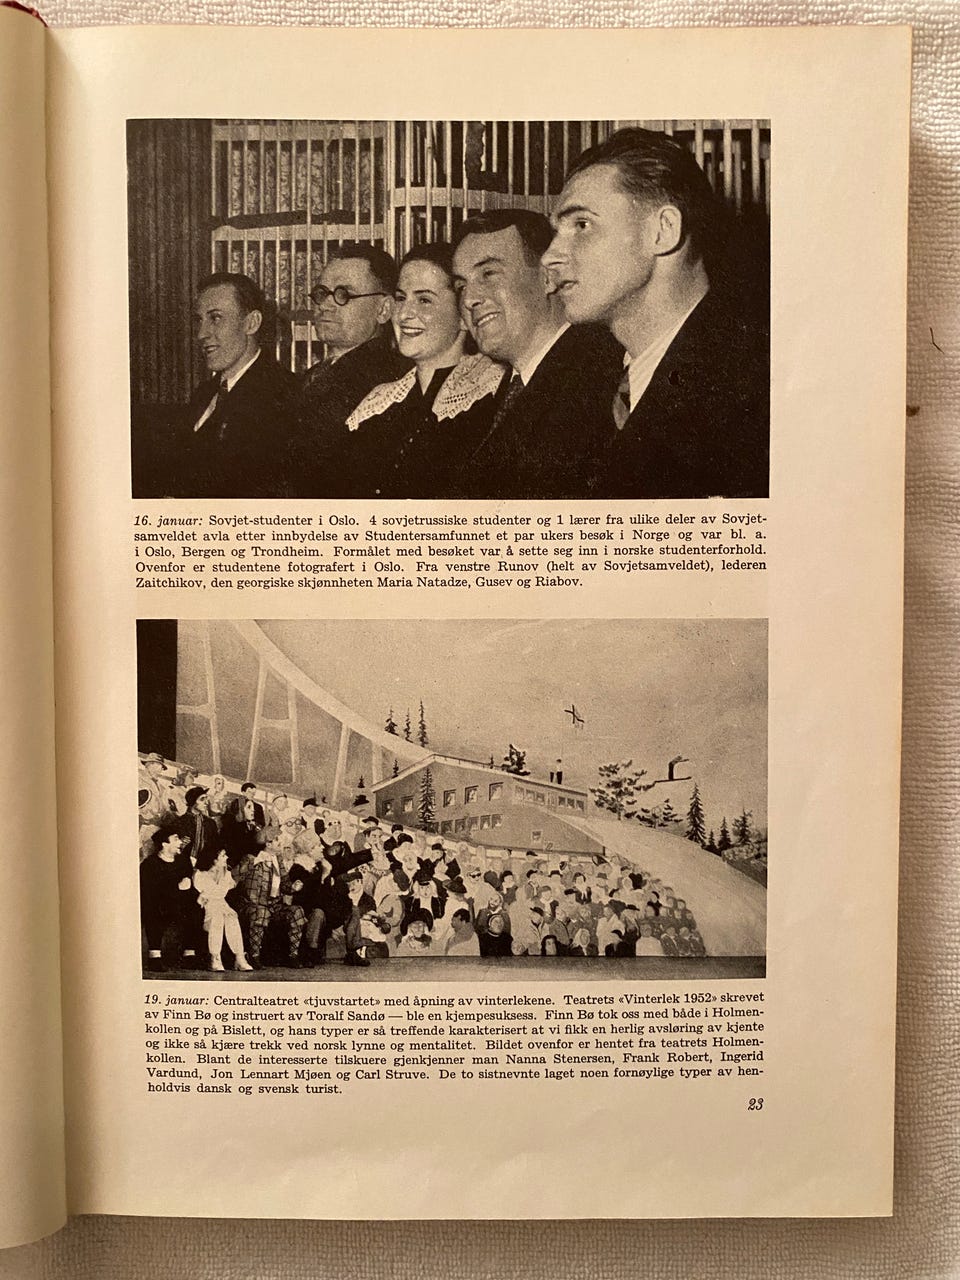 16. januar: Sovjet-studenter i Oslo. 4 sovjetrussiske studenter og 1 lærer fra ulike deler av Sovjet-
samveldet avla etter innbydelse av Studentersamfunnet et par ukers besøk i Norge og var bl. a.
i Oslo, Bergen og Trondheim. Formålet med besøket var å sette seg inn i norske studenterforhold.
Ovenfor er studentene fotografert i Oslo. Fra venstre Runov (helt av Sovjetsamveldet), lederen
Zaitchikov, den georgiske skjønnheten Maria Natadze, Gusev og Riabov.
19. januar: Centralteatret «tjuvstartet» med åpning av vinterlekene. Teatrets «Vinterlek 1952» skrevet
av Finn Bø og instruert av Toralf Sandø — ble en kjempesuksess. Finn Bø tok oss med både i Holmen-
kollen og på Bislett, og hans typer er så treffende karakterisert at vi fikk en herlig avsløring av kjente
og ikke så kjære trekk ved norsk lynne og mentalitet. Bildet ovenfor er hentet fra teatrets Holmen-
kollen. Blant de interesserte tilskuere gjenkjenner man Nanna Stenersen, Frank Robert, Ingerid
Vardund, Jon Lennart Mjøen og Carl Struve. De to sistnevnte laget noen fornøylige typer av hen-
holdvis dansk og svensk turist.
23